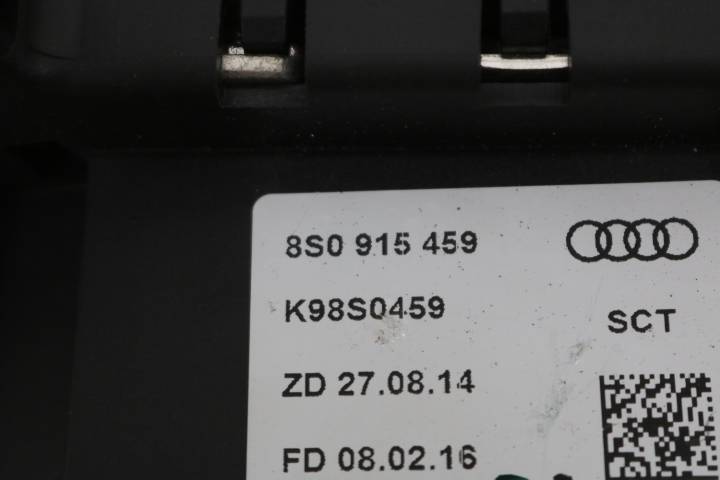 8S0 915 459
K98S0459
SCT
ZD 27.08.14
FD 08.02.16